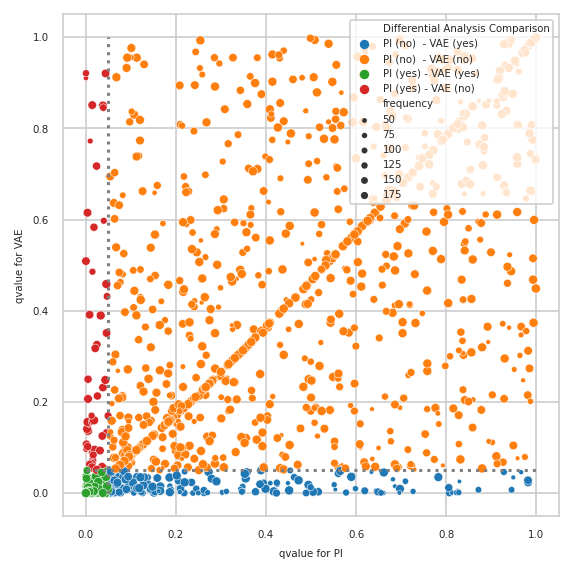 Differential Analysis Comparison
PI (no)  - VAE (yes)
PI (no)  - VAE (no)
PI (yes) - VAE (yes)
PI (yes) - VAE (no)
frequency
50
75
100
125
150
175
1.0
0.8
0.6
0.4
0.2
0.0
qvalue for VAE
0.0 0.2 0.4 0.6 0.8 1.0
qvalue for PI